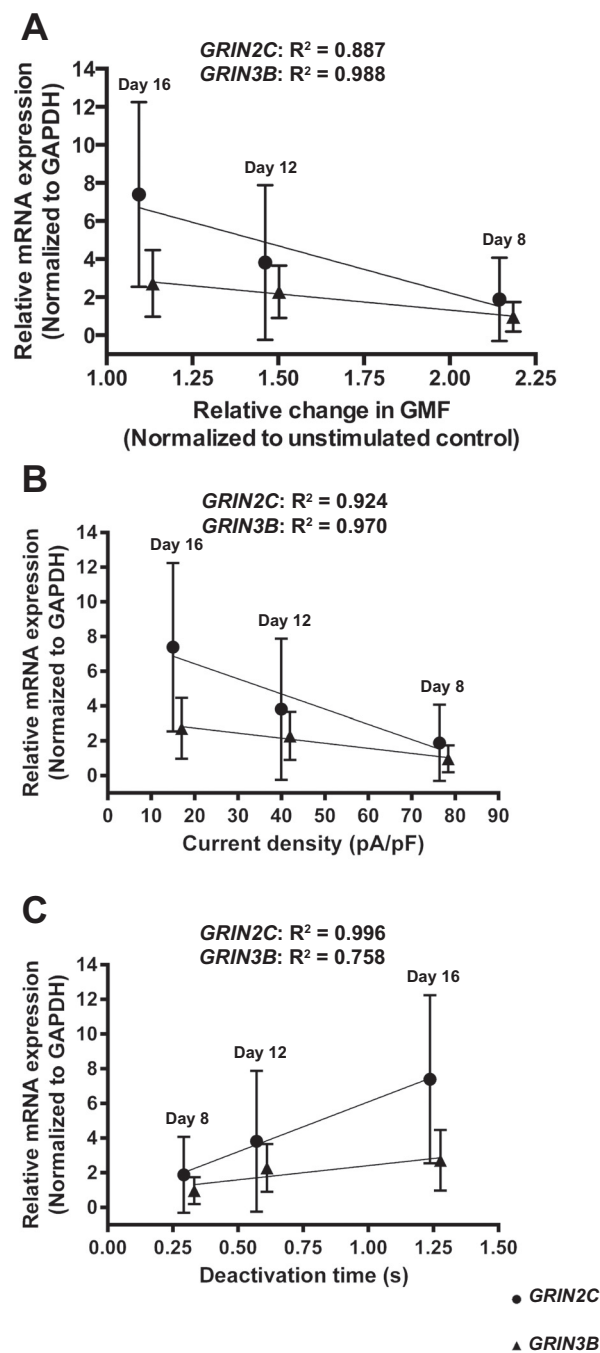 A
GRIN2C: R² = 0.887
GRIN3B: R² = 0.988
Relative mRNA expression
(Normalized to GAPDH)
14
12
10
8
6
4
2
0
Day 16
Day 12
Day 8
1.00 1.25 1.50 1.75 2.00 2.25
Relative change in GMF
(Normalized to unstimulated control)
B
GRIN2C: R² = 0.924
GRIN3B: R² = 0.970
Relative mRNA expression
(Normaized to GAPDH)
14
12
10
8
6
4
2
0
Day 16
Day 12
Day 8
0 10 20 30 40 50 60 70 80 90
Current density (pA/pF)
C
GRIN2C: R² = 0.996
GRIN3B: R² = 0.758
Relative mRNA expression
(Normalized to GAPDH)
14
12
10
8
6
4
2
0
Day 16
Day 12
Day 8
0.00 0.25 0.50 0.75 1.00 1.25 1.50
Deactivation time (s)
GRIN2C
GRIN3B